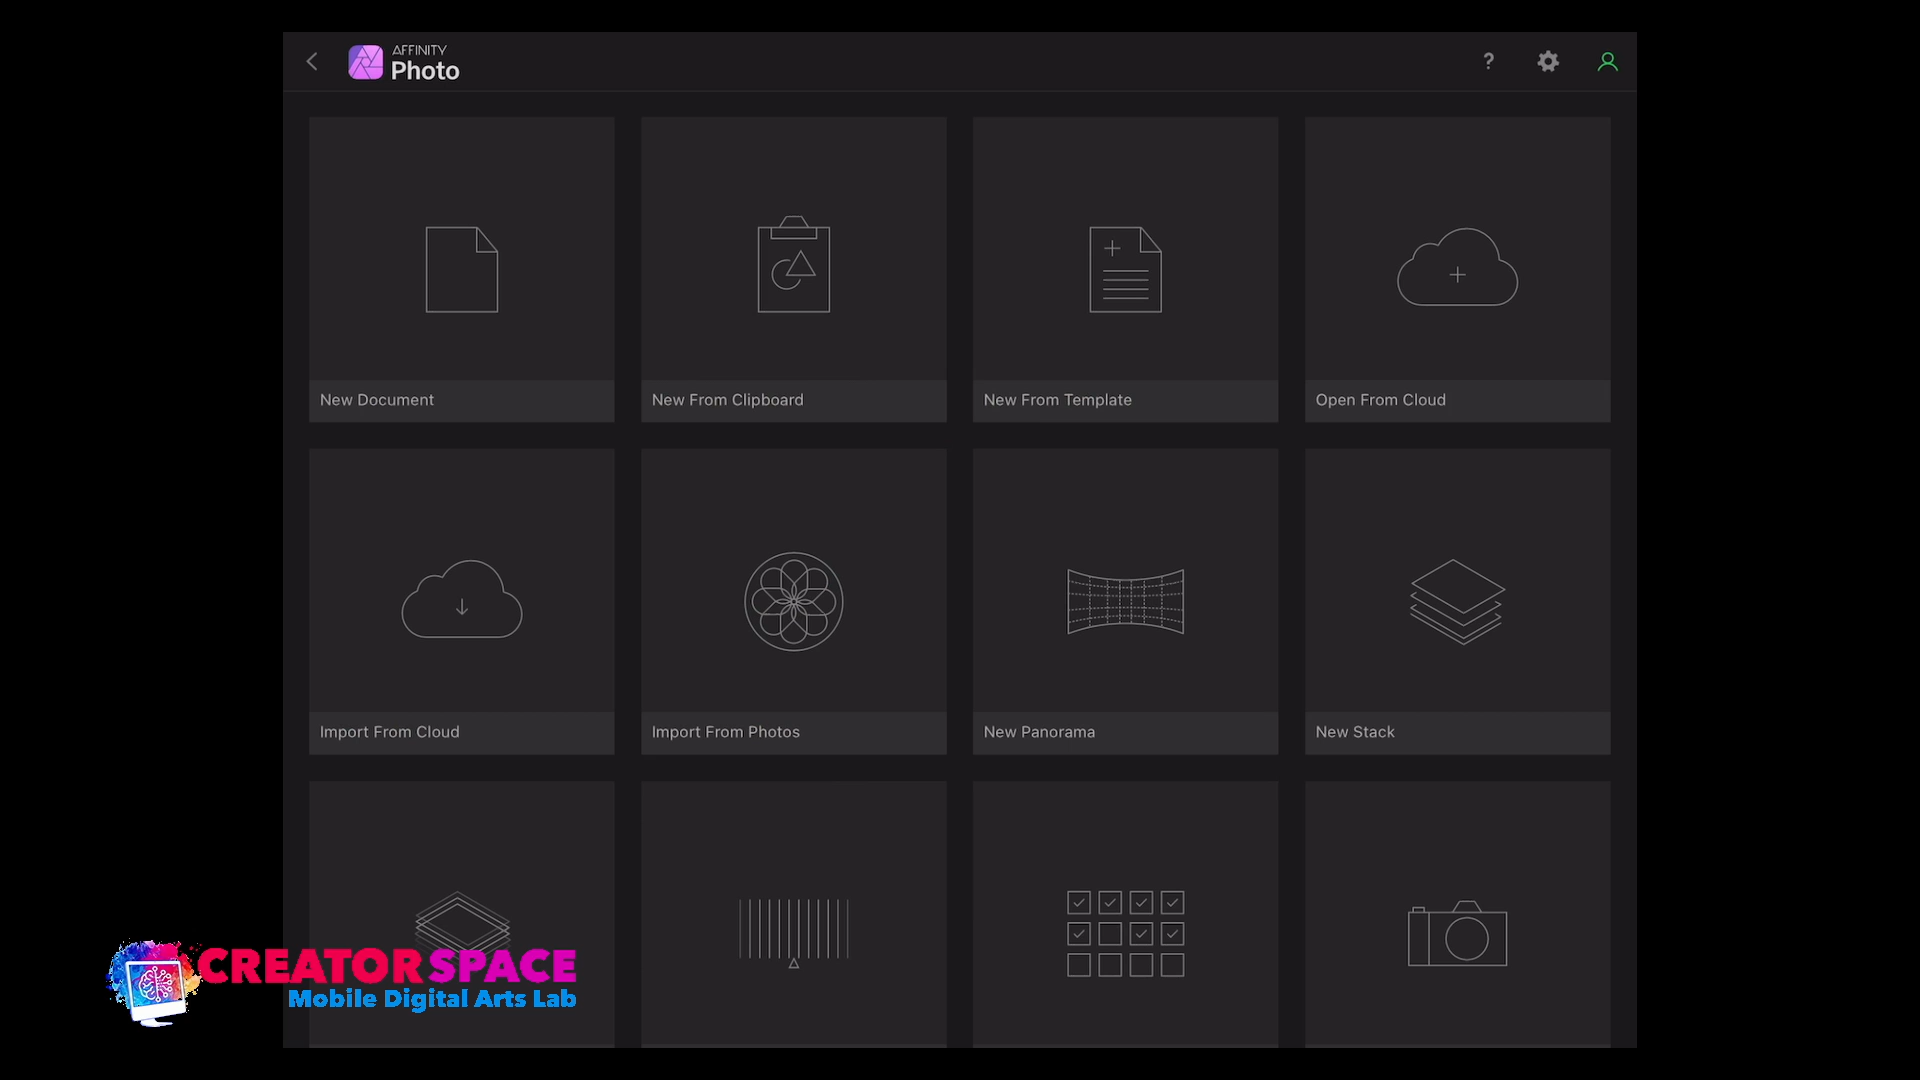 AFFINITY
Photo
?
New Document
New From Clipboard
New From Template
Open From Cloud
Import From Cloud
Import From Photos
New Panorama
New Stack
CREATORSPACE
Mobile Digital Arts Lab